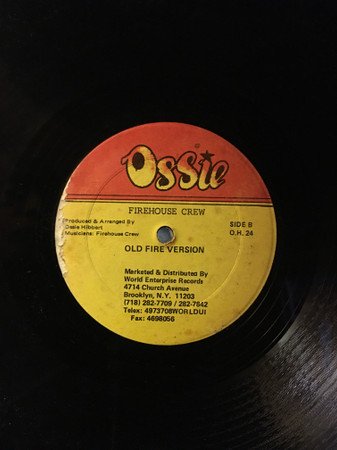 Ossie
FIREHOUSE CREW
Produced & Arranged By
Ossie Hibbert
Musicians: Firehouse Crew
SIDE B
O.H. 24
OLD FIRE VERSION
Marketed & Distributed By
World Enterprise Records
4714 Church Avenue
Brooklyn, N.Y. 11203
(718) 282-7709 / 282-7642
Telex: 4973708WORLDUI
Fax: 4698056